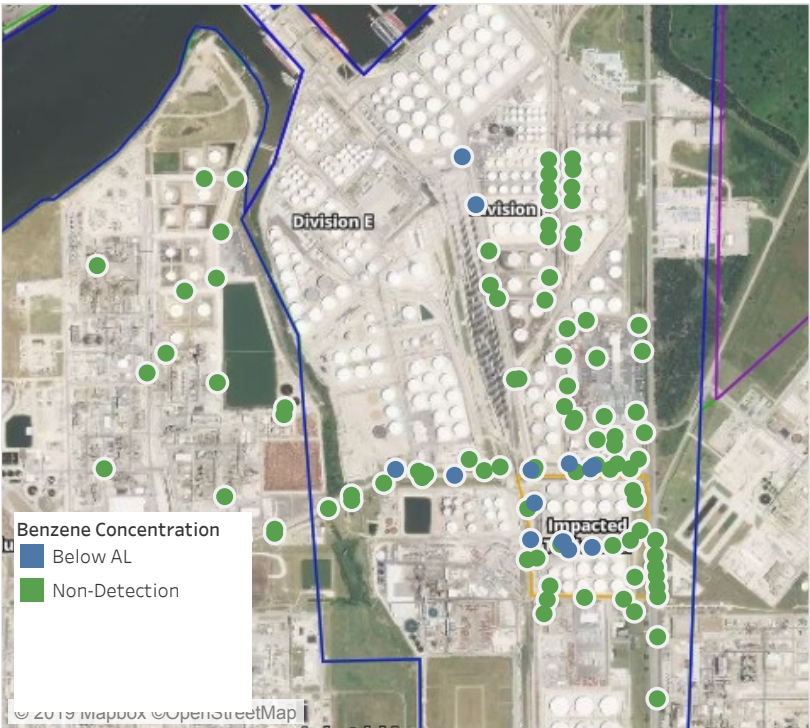 Division E
Division
Impacted
Benzene Concentration
Below AL
Non-Detection
© 2019 Mapbox ©OpenStreetMap